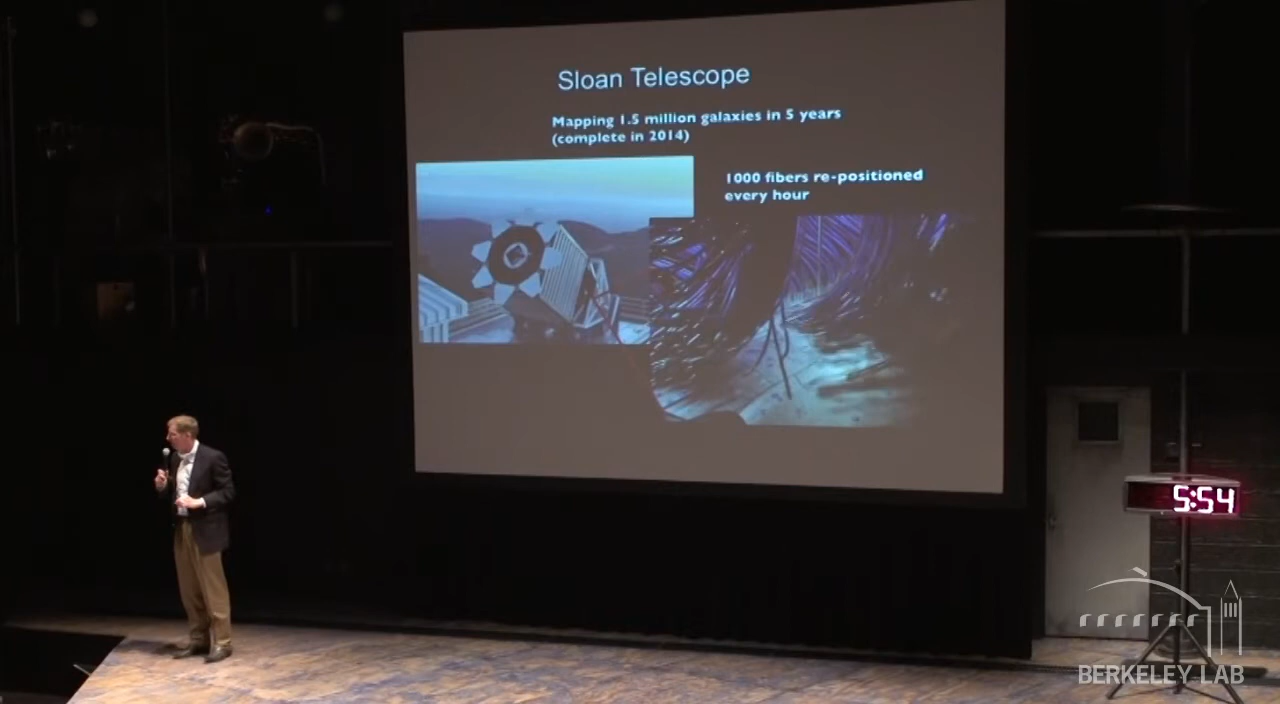 Sloan Telescope
Mapping 1.5 million galaxies in 5 years
(complete in 2014)
1000 fibers re-positioned
every hour
5:54
BERKELEY LAB